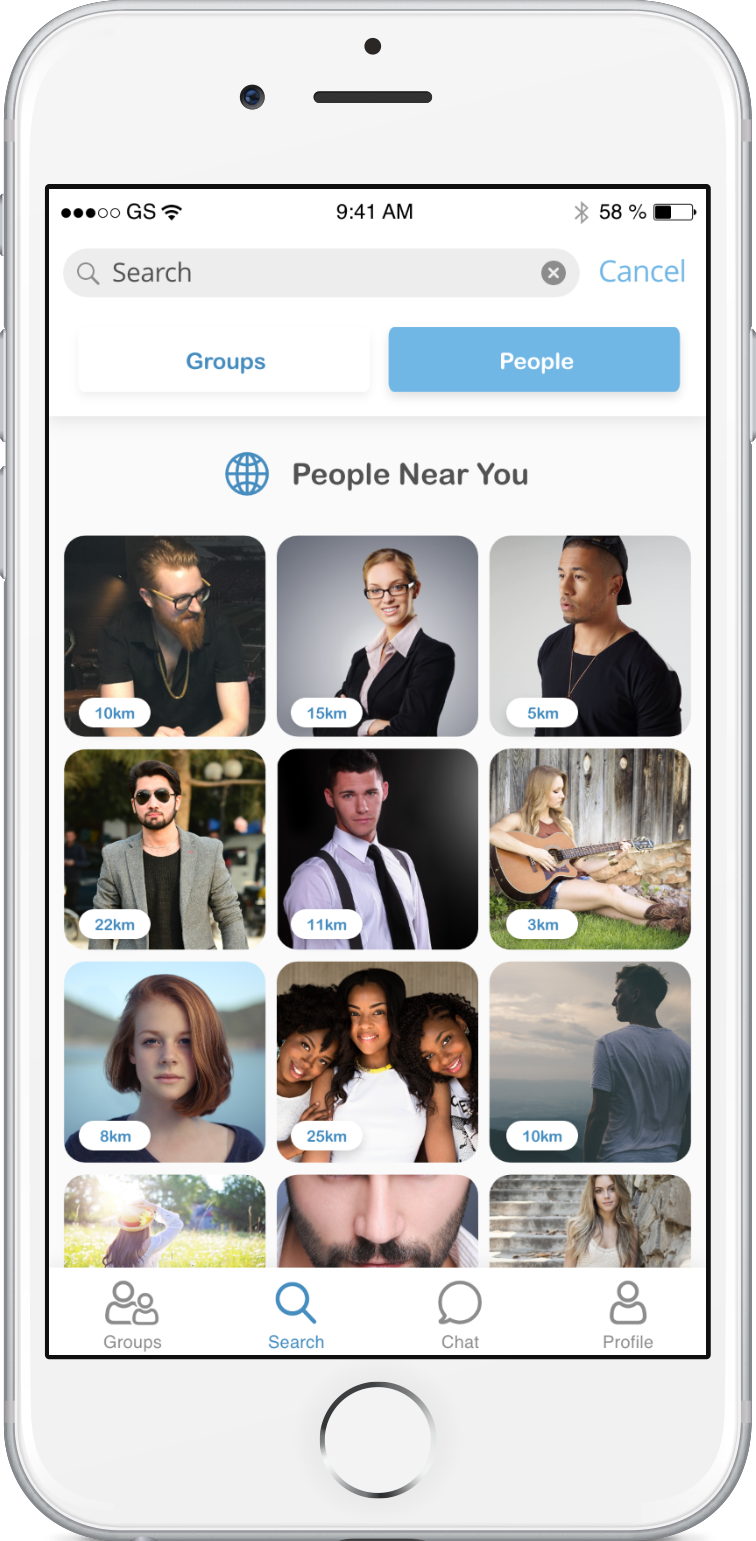 GS 9:41 AM 58 %
Search Cancel
Groups People
People Near You
10km 15km 5km
22km 11km 3km
8km 25km 10km
Groups Search Chat Profile